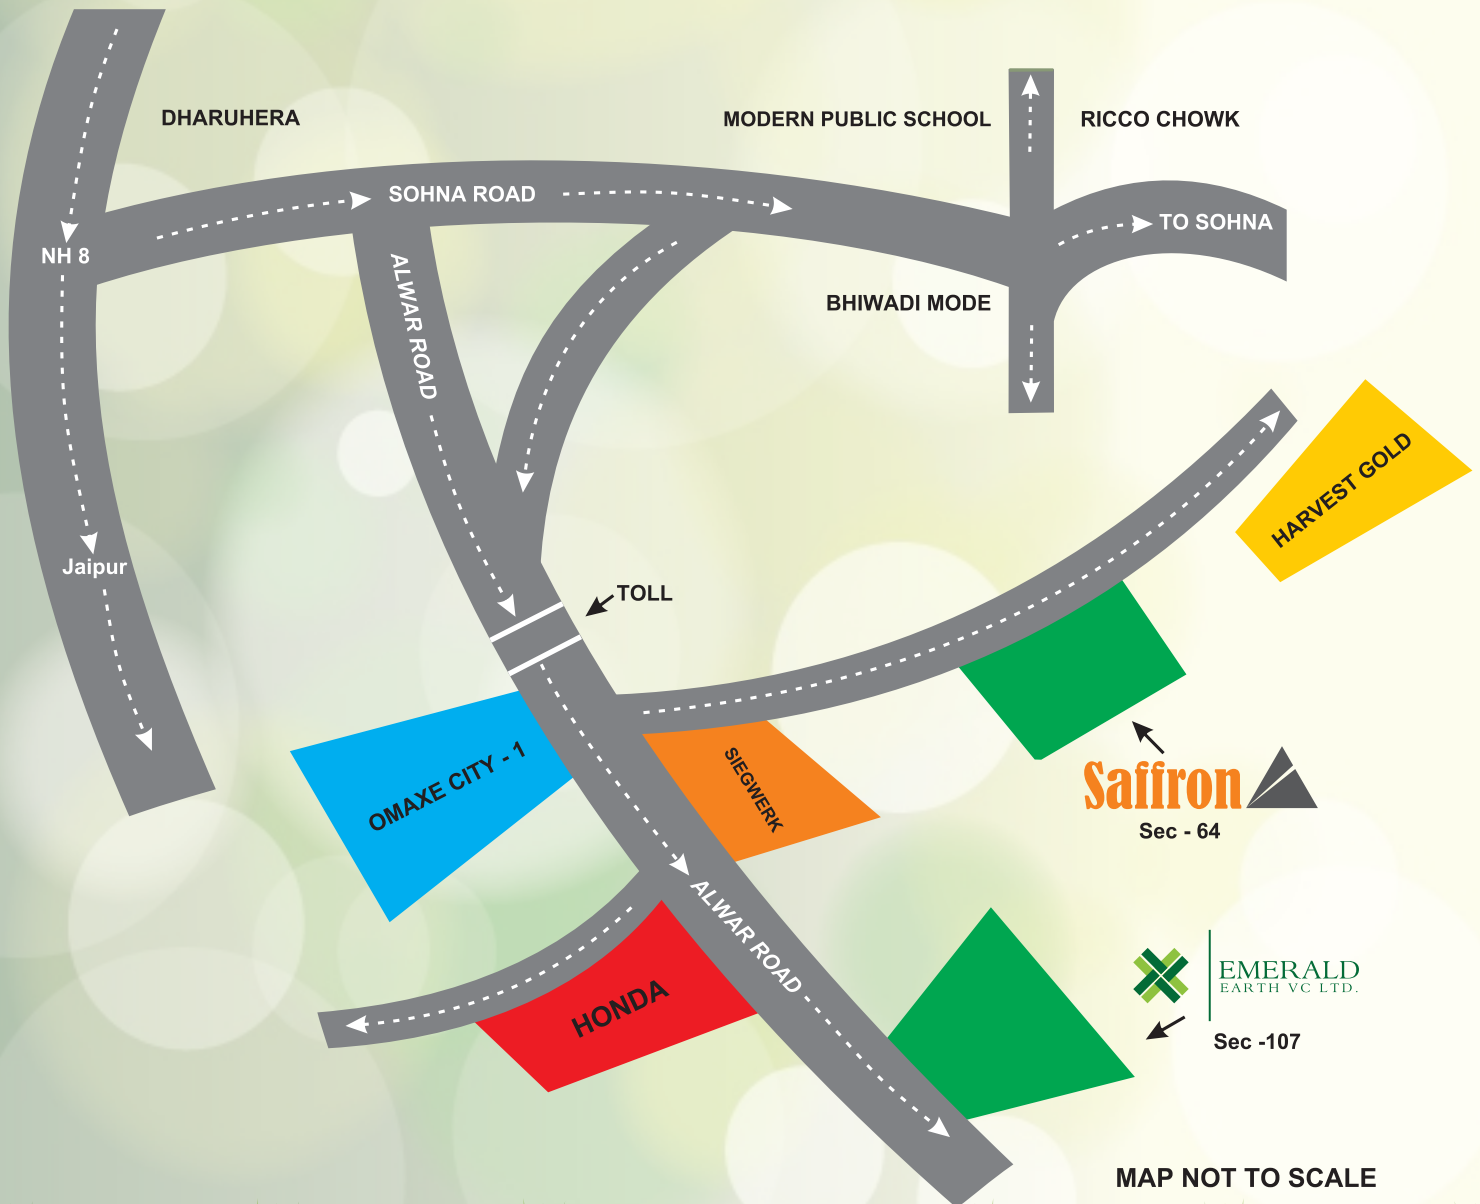 DHARUHERA
MODERN PUBLIC SCHOOL
RICCO CHOWK
SOHNA ROAD
TO SOHNA
NH 8
BHIWADI MODE
ALWAR ROAD
HARVEST GOLD
Jaipur
TOLL
OMAXE CITY - 1
SIEGWERK
Saffron
Sec - 64
ALWAR ROAD
HONDA
EMERALD
EARTH VC LTD.
Sec -107
MAP NOT TO SCALE